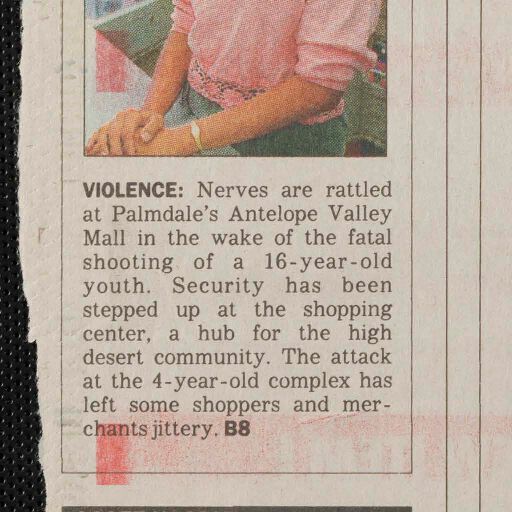 VIOLENCE: Nerves are rattled
at Palmdale's Antelope Valley
Mall in the wake of the fatal
shooting of a 16-year-old
youth. Security has been
stepped up at the shopping
center, a hub for the high
desert community. The attack
at the 4-year-old complex has
left some shoppers and mer-
chants jittery. B8